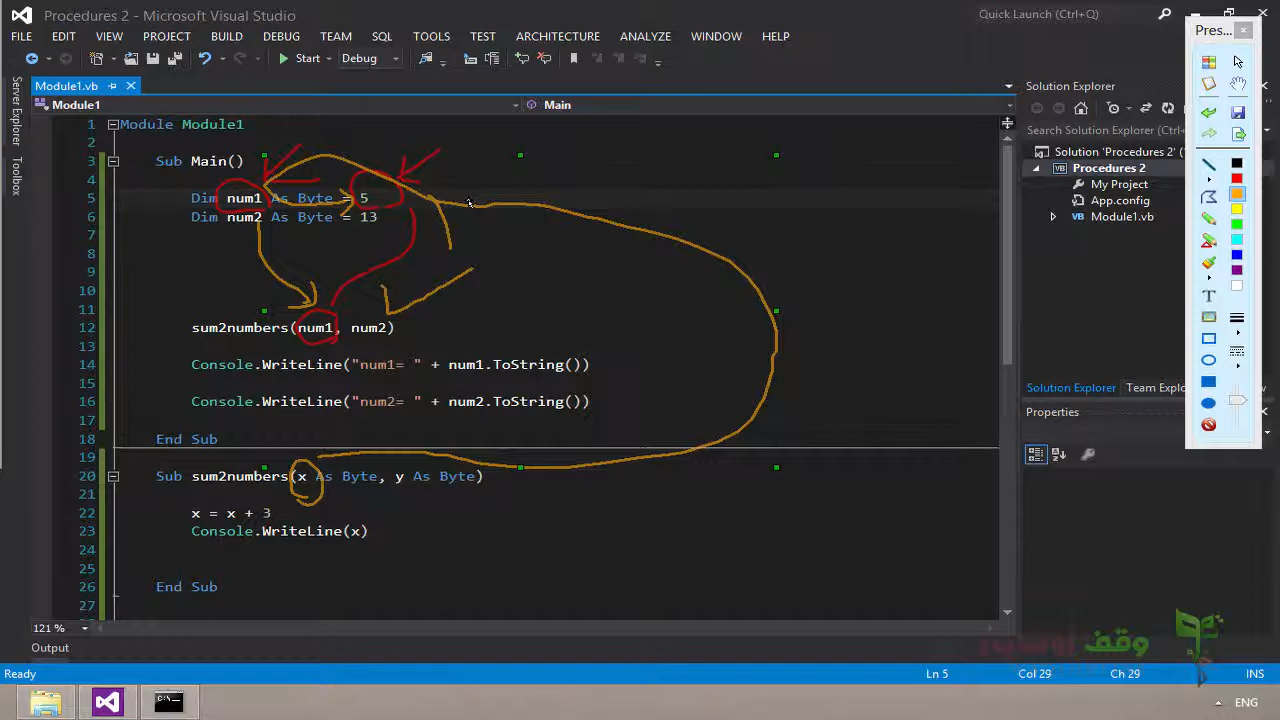 Procedures 2 - Microsoft Visual Studio
Quick Launch (Ctrl+Q)
FILE EDIT VIEW PROJECT BUILD DEBUG TEAM SQL TOOLS TEST ARCHITECTURE ANALYZE WINDOW HELP
Pres...
Start Debug
Module1.vb
Solution Explorer
Module1 Main
Server Explorer
Toolbox
1 Module Module1
2
3 Sub Main()
4
5 Dim num1 As Byte = 5
6 Dim num2 As Byte = 13
7
8
9
10
11
12 sum2numbers(num1, num2)
13
14 Console.WriteLine("num1= " + num1.ToString())
15
16 Console.WriteLine("num2= " + num2.ToString())
17
18 End Sub
19
20 Sub sum2numbers(x As Byte, y As Byte)
21
22 x = x + 3
23 Console.WriteLine(x)
24
25
26 End Sub
27
Search Solution Explorer
Solution 'Procedures 2' (
Procedures 2
My Project
App.config
Module1.vb
T
Solution Explorer Team Explo
Properties
121 %
Output
وقف
Ready Ln 5 Col 29 Ch 29 INS
ENG